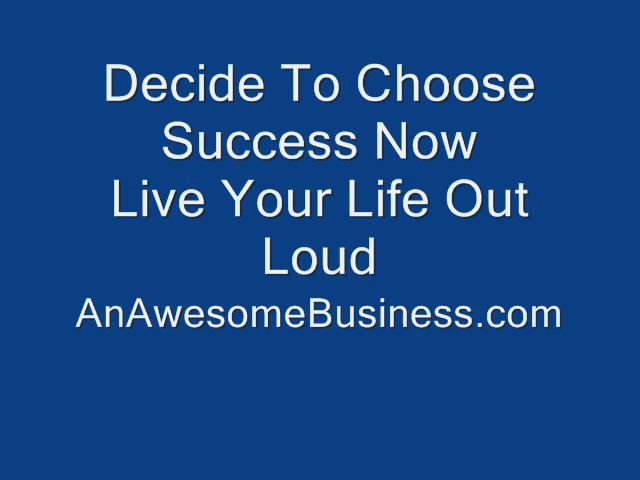 Decide To Choose
Success Now
Live Your Life Out
Loud
AnAwesomeBusiness.com